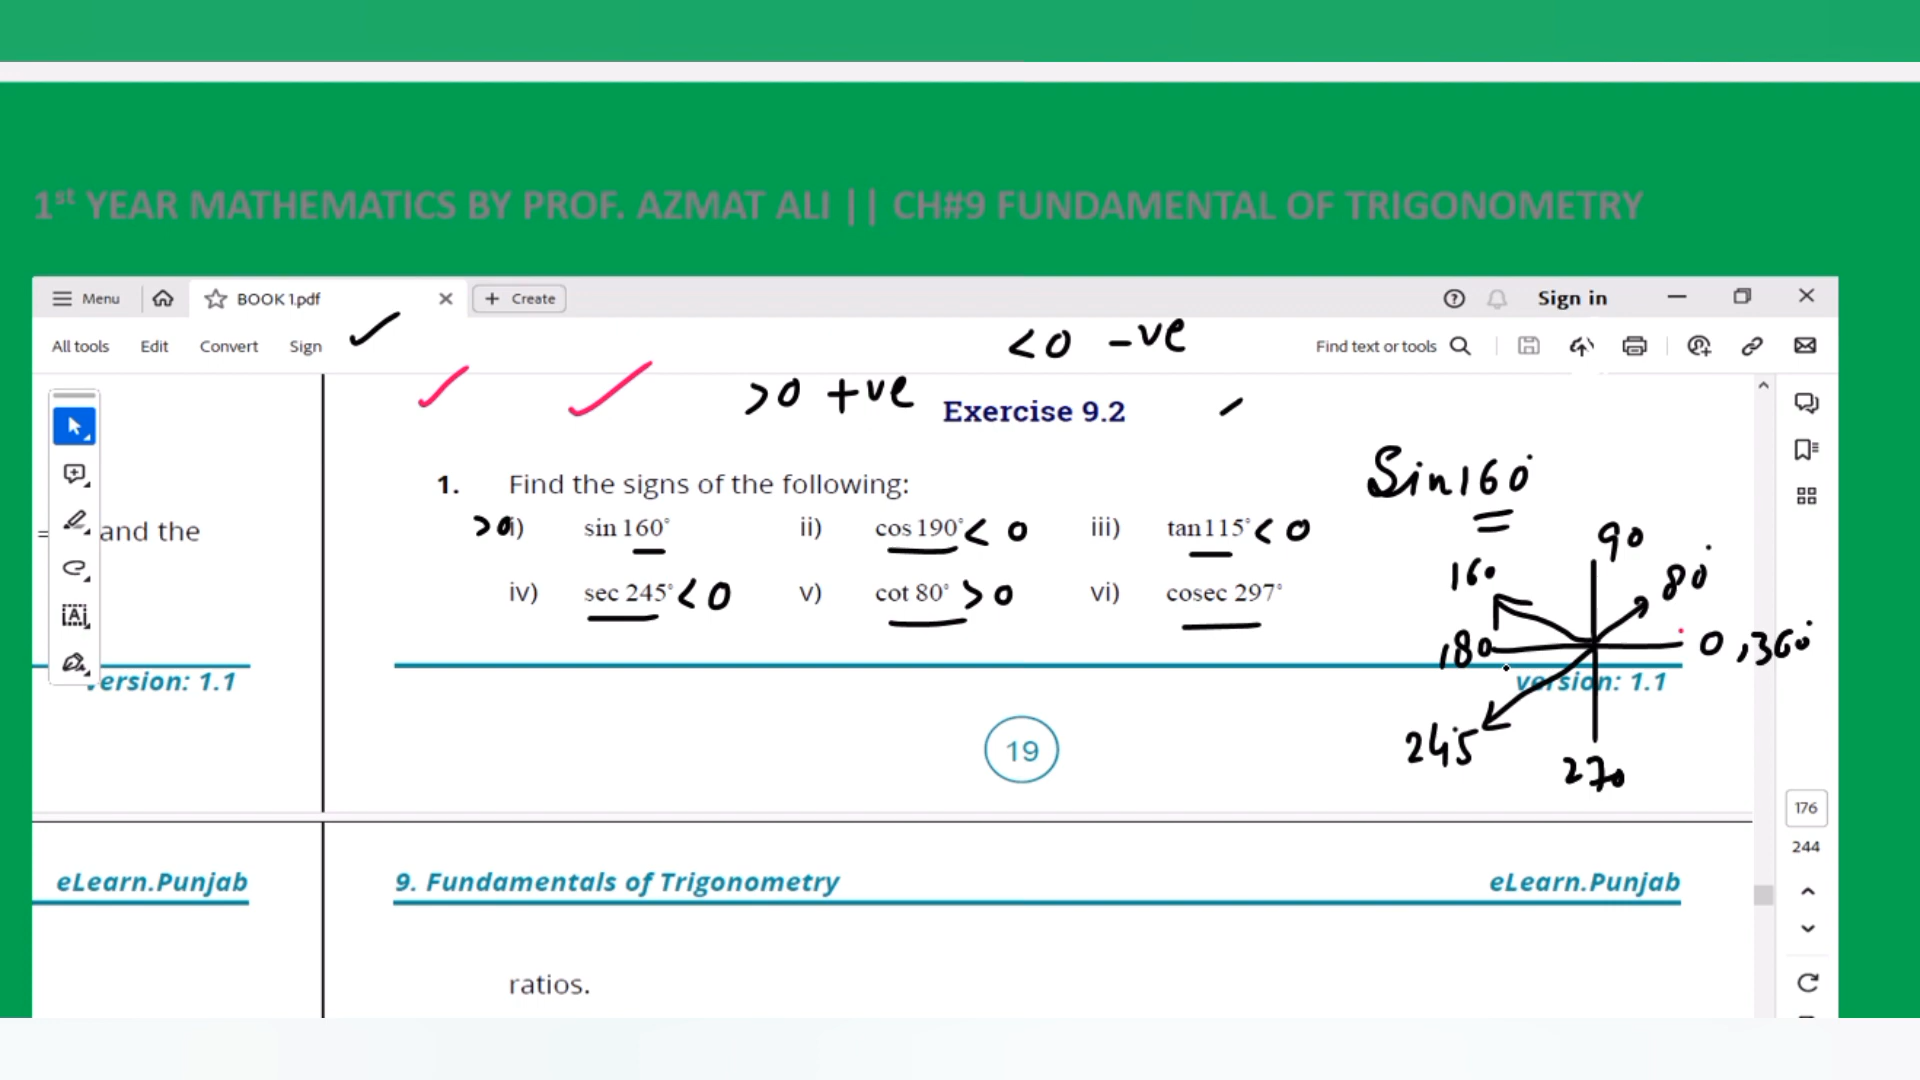 1st YEAR MATHEMATICS BY PROF. AZMAT ALI || CH#9 FUNDAMENTAL OF TRIGONOMETRY
Menu BOOK 1.pdf + Create Sign in
All tools Edit Convert Sign Find text or tools
<0 -ve
>0 +ve
Exercise 9.2
= and the
1. Find the signs of the following:
>0 i) sin 160° ii) cos 190° < 0 iii) tan 115° < 0
iv) sec 245° < 0 v) cot 80° > 0 vi) cosec 297°
Sin 160°
90
160
80°
180
0, 360°
245
270
version: 1.1
version: 1.1
19
176
244
eLearn.Punjab
9. Fundamentals of Trigonometry
eLearn.Punjab
ratios.